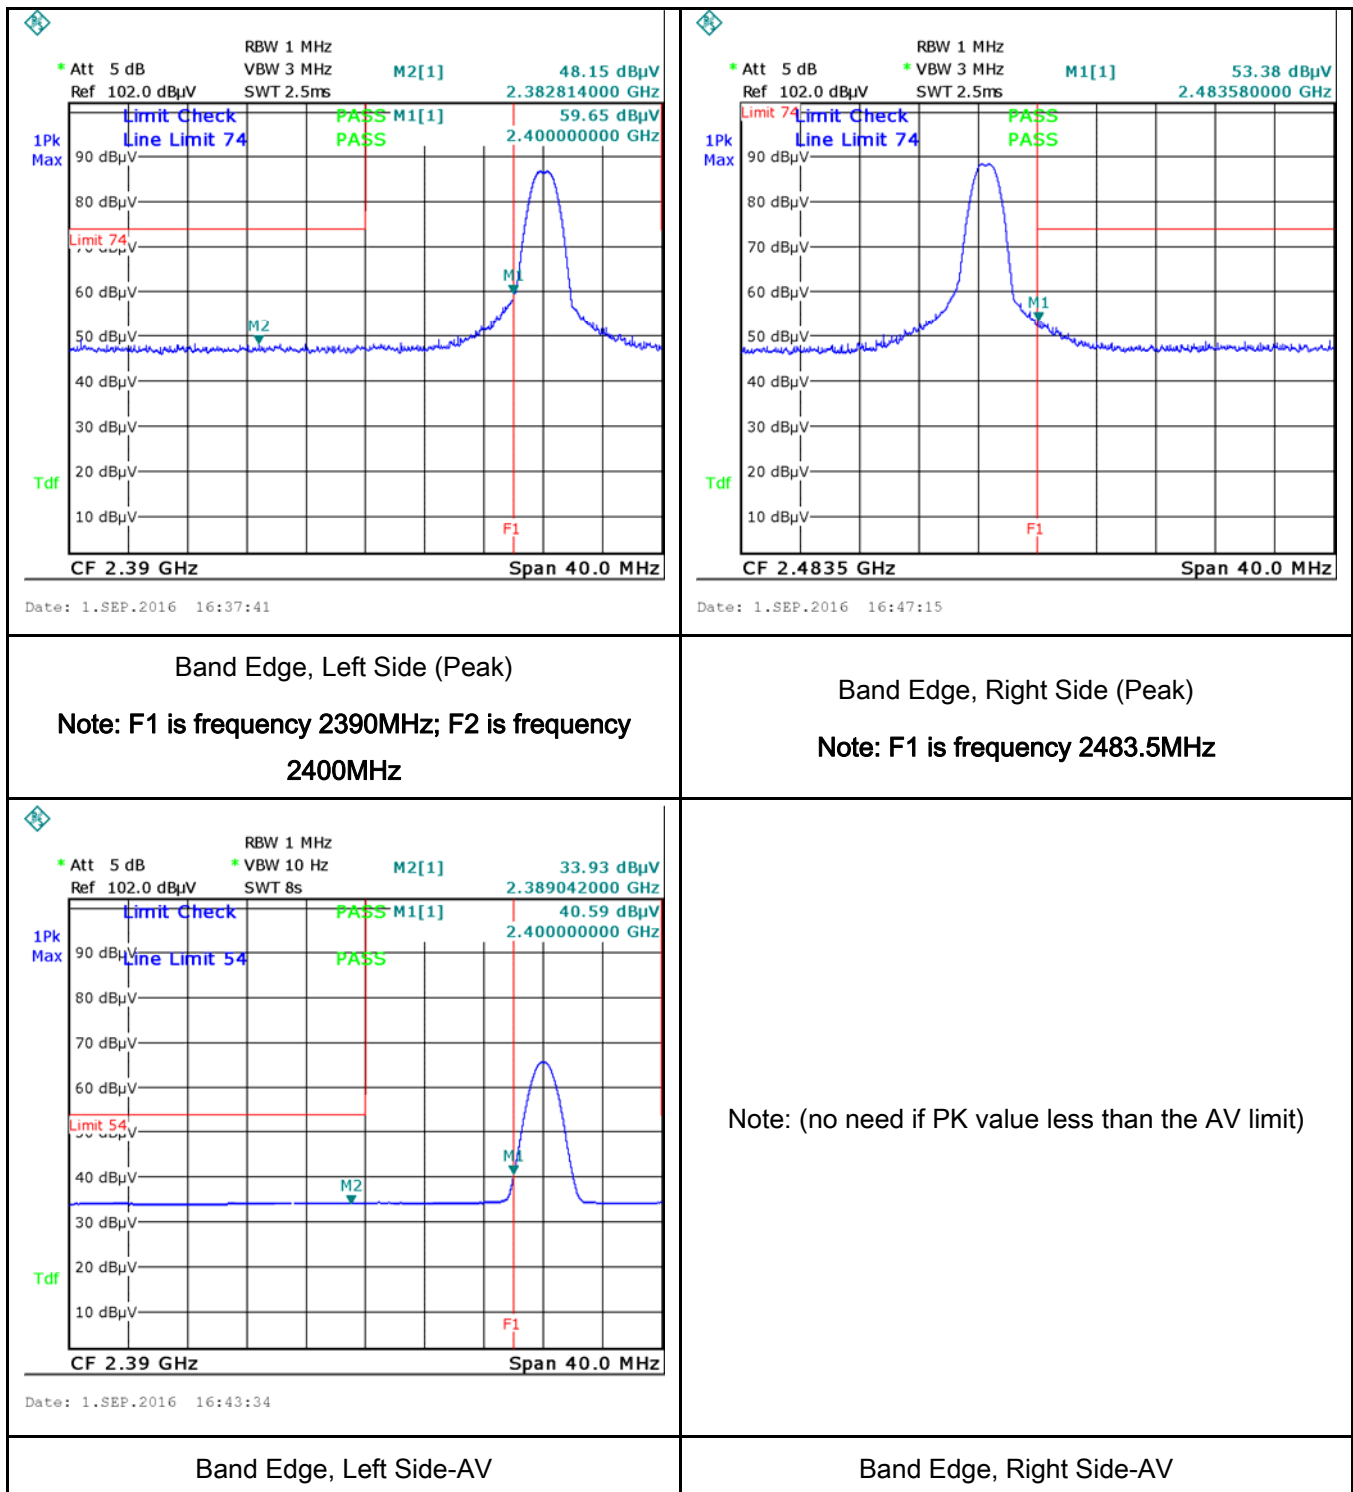 RBW 1 MHz
* Att 5 dB VBW 3 MHz M2[1] 48.15 dBµV
Ref 102.0 dBµV SWT 2.5ms 2.382814000 GHz
Limit Check PASS M1[1] 59.65 dBµV
1Pk Line Limit 74 PASS 2.400000000 GHz
Max 90 dBµV
80 dBµV
Limit 74
70 dBµV
M1
60 dBµV
M2
50 dBµV
40 dBµV
30 dBµV
20 dBµV
Tdf
10 dBµV
F1
CF 2.39 GHz Span 40.0 MHz
Date: 1.SEP.2016 16:37:41
RBW 1 MHz
* Att 5 dB * VBW 3 MHz M1[1] 53.38 dBµV
Ref 102.0 dBµV SWT 2.5ms 2.483580000 GHz
Limit 74 Limit Check PASS
1Pk Line Limit 74 PASS
Max 90 dBµV
80 dBµV
70 dBµV
60 dBµV
M1
50 dBµV
40 dBµV
30 dBµV
20 dBµV
Tdf
10 dBµV
F1
CF 2.4835 GHz Span 40.0 MHz
Date: 1.SEP.2016 16:47:15
Band Edge, Left Side (Peak)
Note: F1 is frequency 2390MHz; F2 is frequency
2400MHz
Band Edge, Right Side (Peak)
Note: F1 is frequency 2483.5MHz
RBW 1 MHz
* Att 5 dB * VBW 10 Hz M2[1] 33.93 dBµV
Ref 102.0 dBµV SWT 8s 2.389042000 GHz
Limit Check PASS M1[1] 40.59 dBµV
1Pk 2.400000000 GHz
Max 90 dBµV Line Limit 54 PASS
80 dBµV
70 dBµV
60 dBµV
Limit 54
50 dBµV
M1
40 dBµV
M2
30 dBµV
20 dBµV
Tdf
10 dBµV
F1
CF 2.39 GHz Span 40.0 MHz
Date: 1.SEP.2016 16:43:34
Note: (no need if PK value less than the AV limit)
Band Edge, Left Side-AV
Band Edge, Right Side-AV